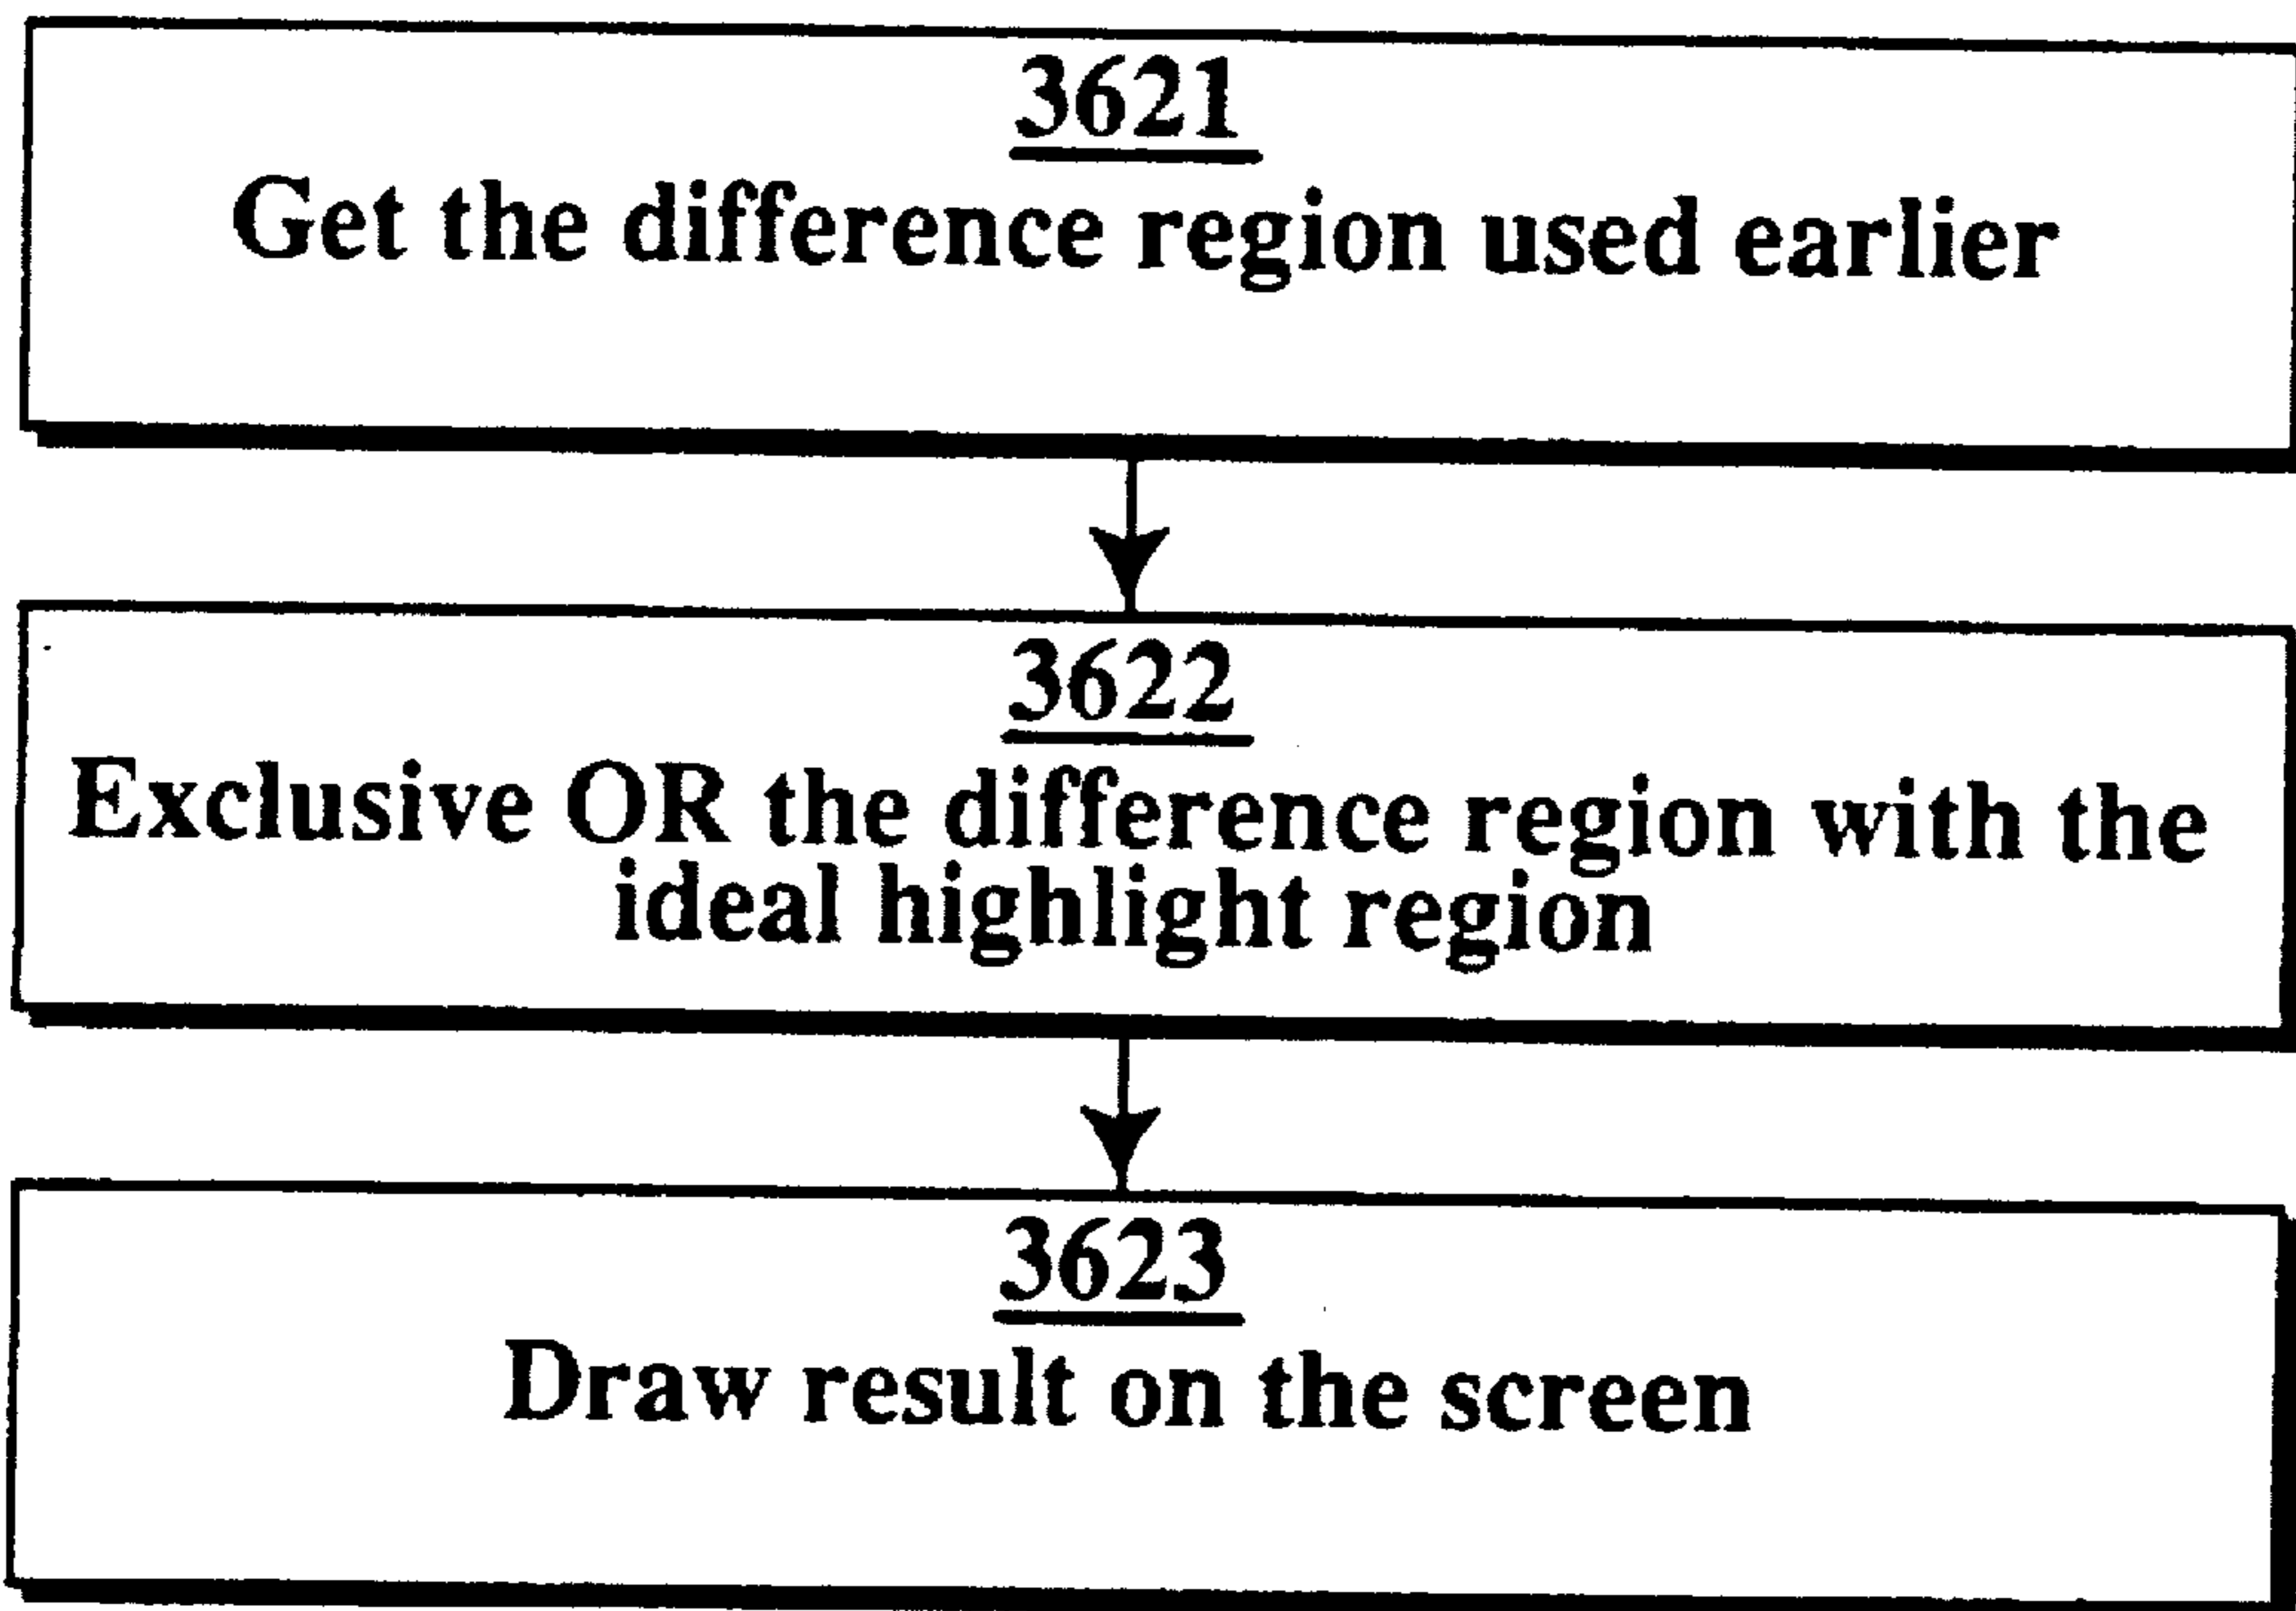 3621
Get the difference region used earlier
3622
Exclusive OR the difference region with the
ideal highlight region
3623
Draw result on the screen